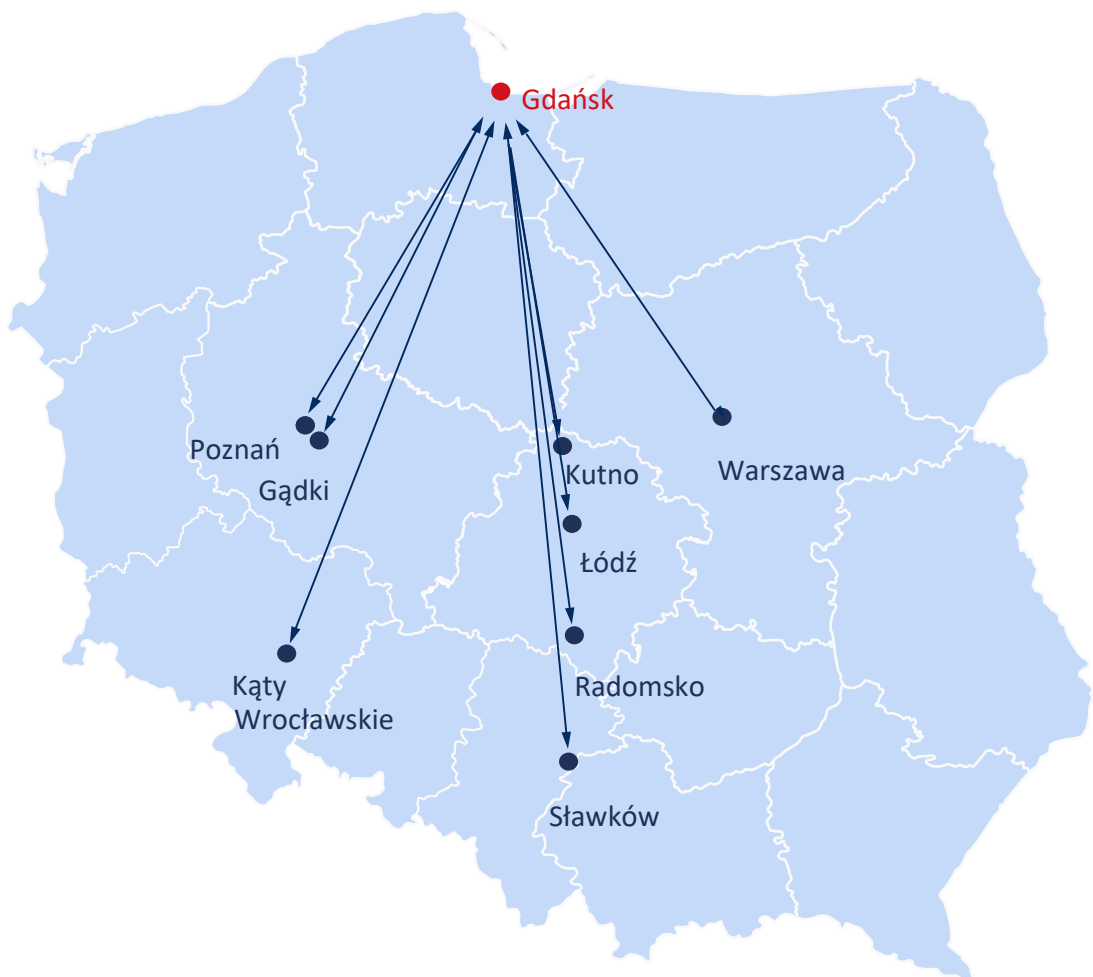 Gdańsk
Poznań
Gądki
Kutno
Warszawa
Łódź
Kąty
Wrocławskie
Radomsko
Sławków